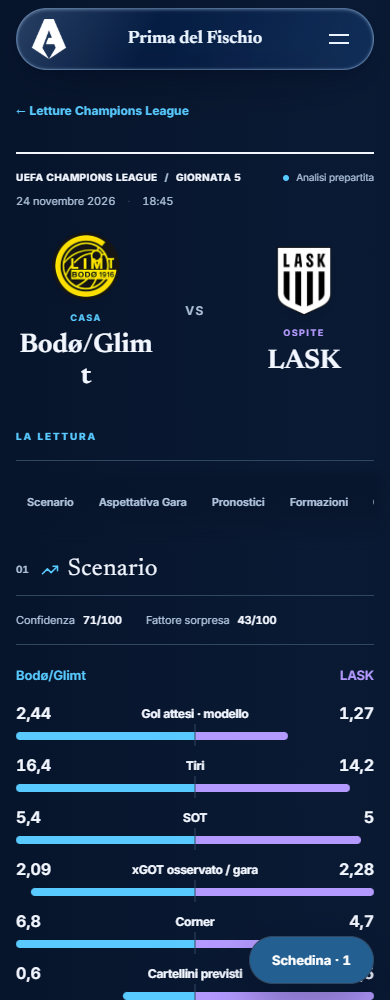 Prima del Fischio
← Letture Champions League
UEFA CHAMPIONS LEAGUE / GIORNATA 5
Analisi prepartita
24 novembre 2026 · 18:45
LIMT
BODØ 1916
LASK
CASA
VS
OSPITE
Bodø/Glim
t
LASK
LA LETTURA
Scenario Aspettativa Gara Pronostici Formazioni
01 Scenario
Confidenza 71/100 Fattore sorpresa 43/100
Bodø/Glimt LASK
2,44 Gol attesi · modello 1,27
16,4 Tiri 14,2
5,4 SOT 5
2,09 xGOT osservato / gara 2,28
6,8 Corner 4,7
0,6 Cartellini previsti
Schedina · 1